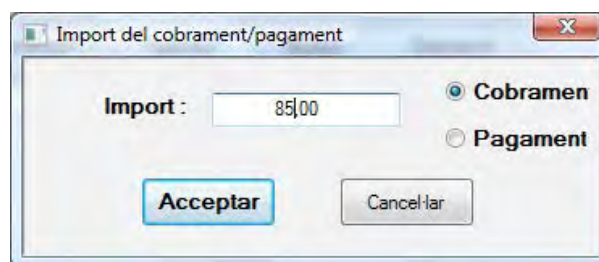 Import del cobrament/pagament
Import :
85,00
Cobramen
Pagament
Acceptar
Cancel·lar